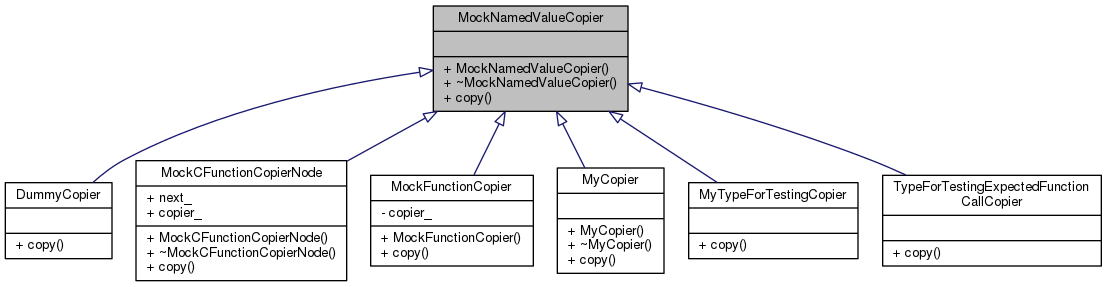 MockNamedValueCopier
+ MockNamedValueCopier()
+ ~MockNamedValueCopier()
+ copy()
DummyCopier
+ copy()
MockCFunctionCopierNode
+ next_
+ copier_
+ MockCFunctionCopierNode()
+ ~MockCFunctionCopierNode()
+ copy()
MockFunctionCopier
- copier_
+ MockFunctionCopier()
+ copy()
MyCopier
+ MyCopier()
+ ~MyCopier()
+ copy()
MyTypeForTestingCopier
+ copy()
TypeForTestingExpectedFunction
CallCopier
+ copy()